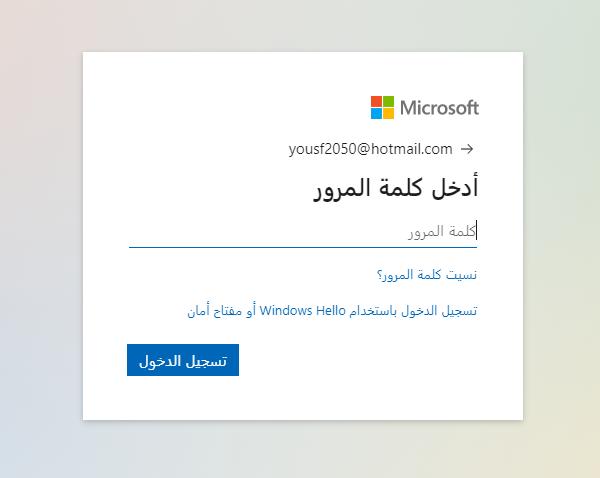 Microsoft
yousf2050@hotmail.com
أدخل كلمة المرور
كلمة المرور
نسيت كلمة المرور؟
تسجيل الدخول باستخدام Windows Hello أو مفتاح أمان
تسجيل الدخول